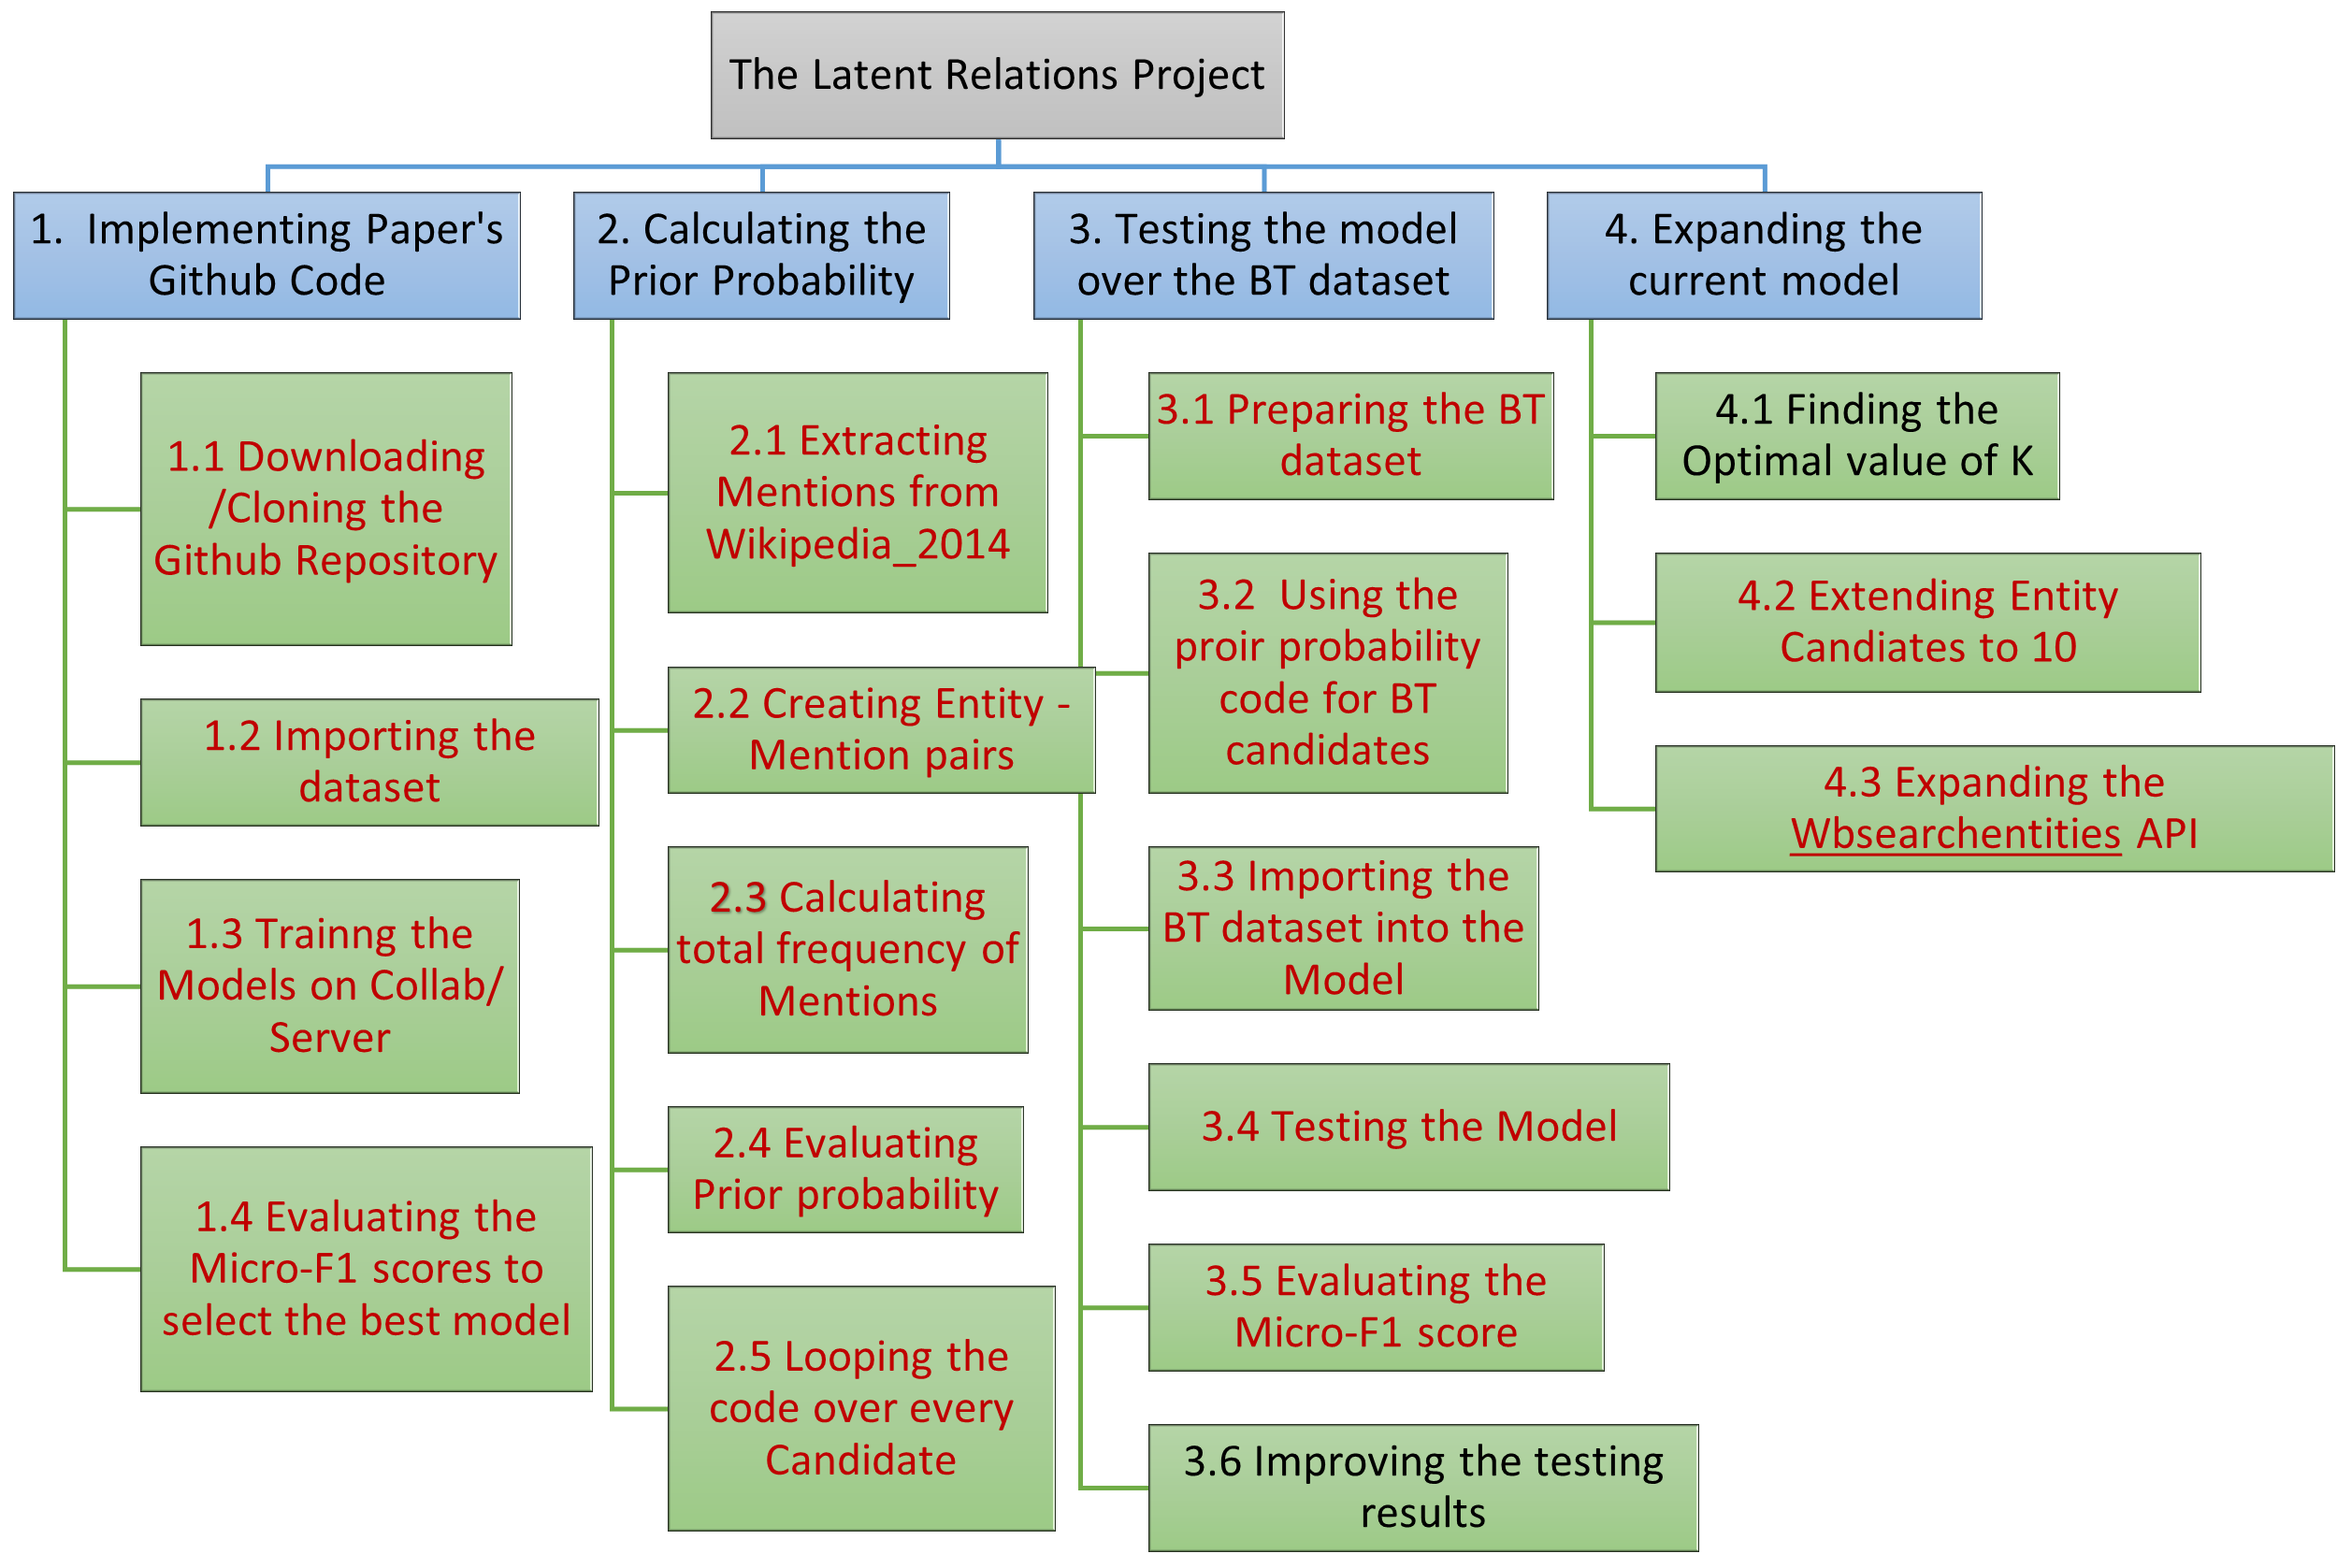 The Latent Relations Project
1. Implementing Paper's
Github Code
1.1 Downloading
/Cloning the
Github Repository
1.2 Importing the
dataset
1.3 Trainng the
Models on Collab/
Server
1.4 Evaluating the
Micro-F1 scores to
select the best model
2. Calculating the
Prior Probability
2.1 Extracting
Mentions from
Wikipedia_2014
2.2 Creating Entity -
Mention pairs
2.3 Calculating
total frequency of
Mentions
2.4 Evaluating
Prior probability
2.5 Looping the
code over every
Candidate
3. Testing the model
over the BT dataset
3.1 Preparing the BT
dataset
3.2 Using the
proir probability
code for BT
candidates
3.3 Importing the
BT dataset into the
Model
3.4 Testing the Model
3.5 Evaluating the
Micro-F1 score
3.6 Improving the testing
results
4. Expanding the
current model
4.1 Finding the
Optimal value of K
4.2 Extending Entity
Candiates to 10
4.3 Expanding the
Wbsearchentities API